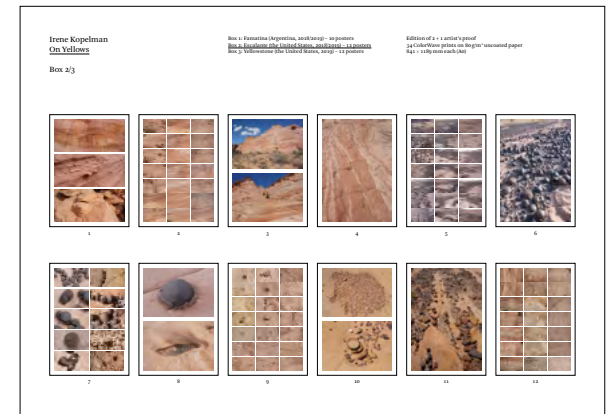 Irene Kopelman
On Yellows
Box 2/3
Box 1: Famatina (Argentina, 2018/2019) – 10 posters
Box 2: Escalante (the United States, 2018/2019) – 12 posters
Box 3: Yellowstone (the United States, 2019) – 12 posters
Edition of 2 + 1 artist's proof
34 ColorWave prints on 80 g/m² uncoated paper
841 × 1189 mm each (A0)
1
2
3
4
5
6
7
8
9
10
11
12